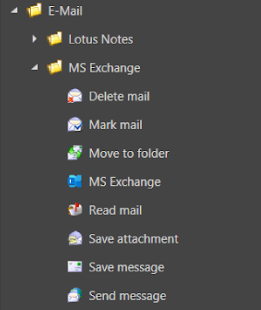 E-Mail
Lotus Notes
MS Exchange
Delete mail
Mark mail
Move to folder
MS Exchange
Read mail
Save attachment
Save message
Send message